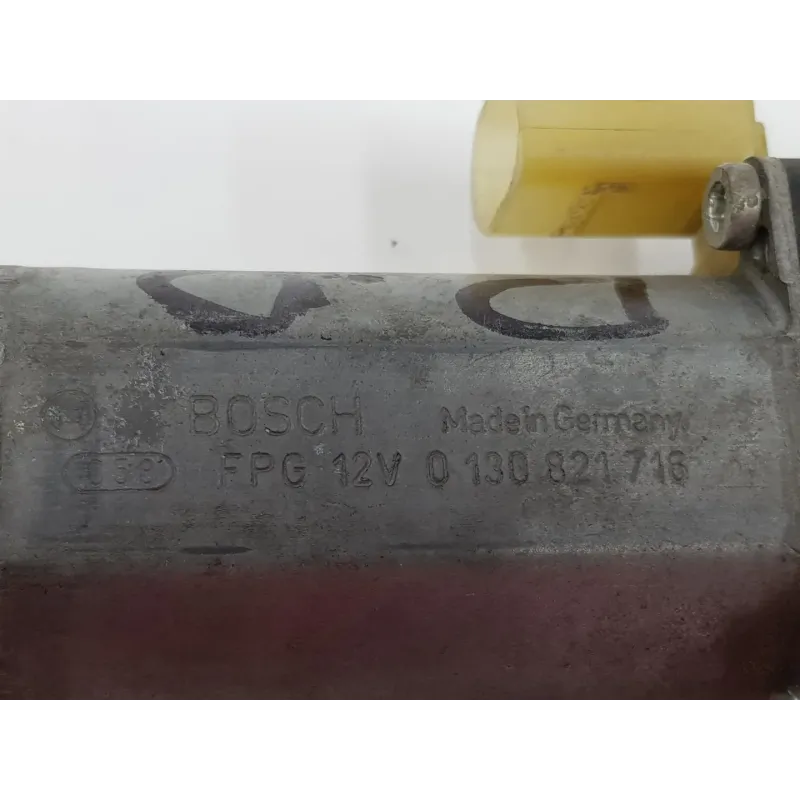 BOSCH Made in Germany
FPG 12V 0 130 821 716